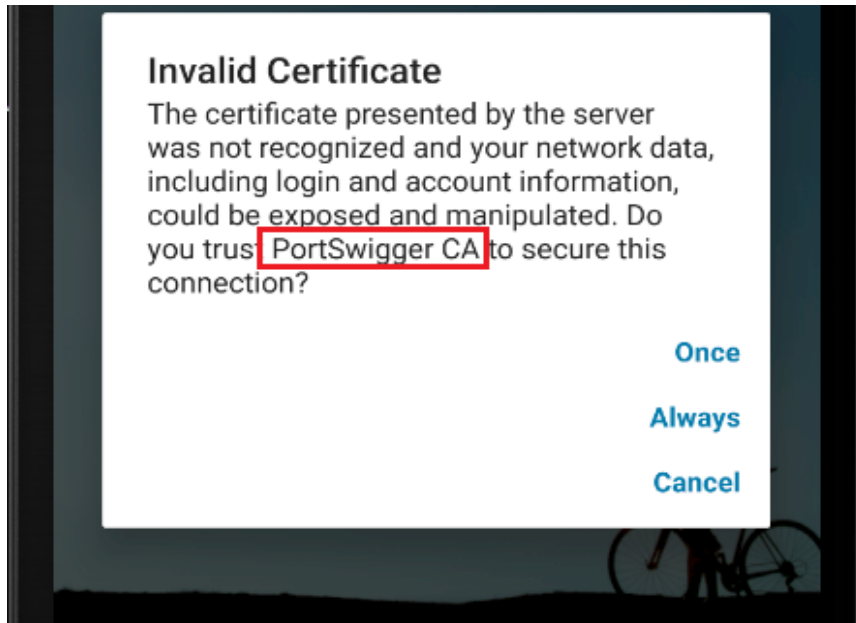 Invalid Certificate
The certificate presented by the server
was not recognized and your network data,
including login and account information,
could be exposed and manipulated. Do
you trust PortSwigger CA to secure this
connection?
Once
Always
Cancel